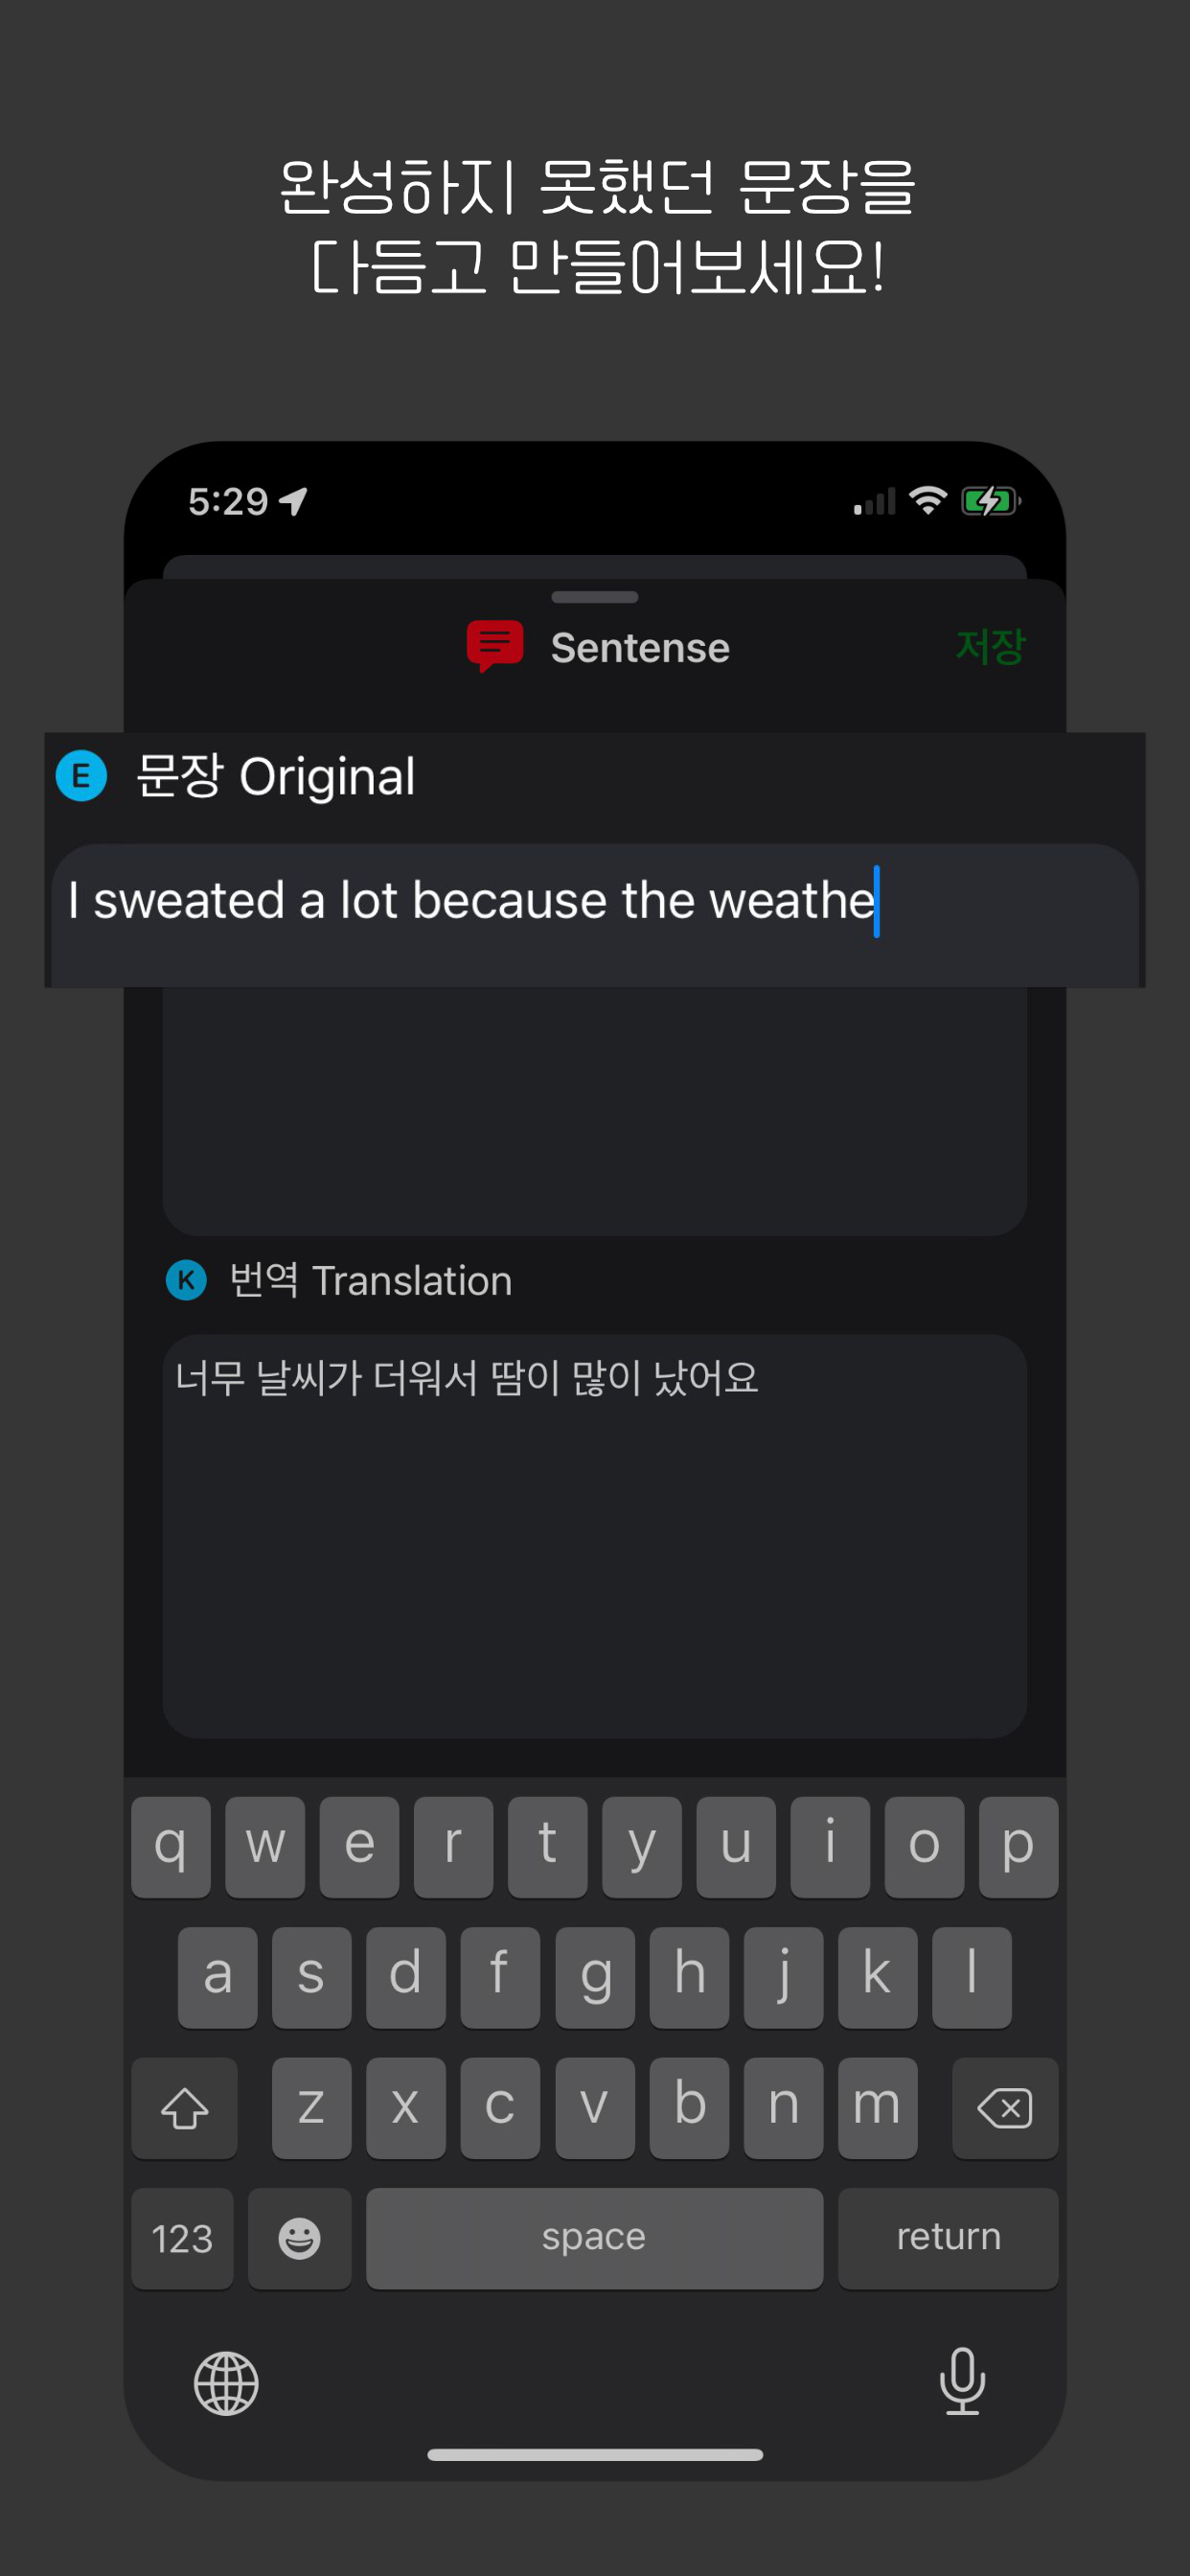 완성하지 못했던 문장을
다듬고 만들어보세요!
5:29
Sentense
저장
E 문장 Original
I sweated a lot because the weathe
K 번역 Translation
너무 날씨가 더워서 땀이 많이 났어요
q w e r t y u i o p
a s d f g h j k l
z x c v b n m
123 space return